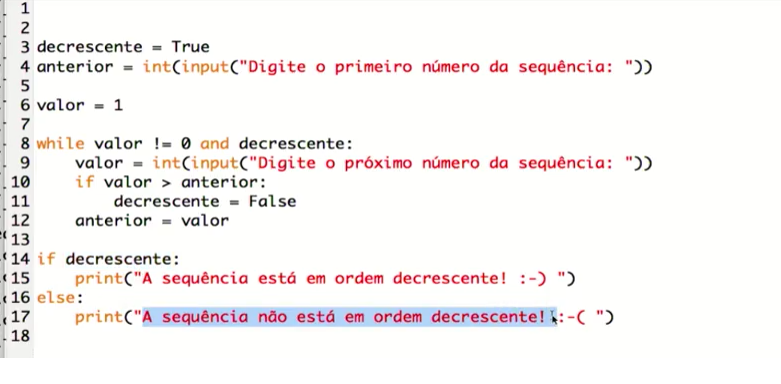 1
2
3 decrescente = True
4 anterior = int(input("Digite o primeiro número da sequência: "))
5
6 valor = 1
7
8 while valor != 0 and decrescente:
9     valor = int(input("Digite o próximo número da sequência: "))
10     if valor > anterior:
11         decrescente = False
12     anterior = valor
13
14 if decrescente:
15     print("A sequência está em ordem decrescente! :-) ")
16 else:
17     print("A sequência não está em ordem decrescente! :-( ")
18